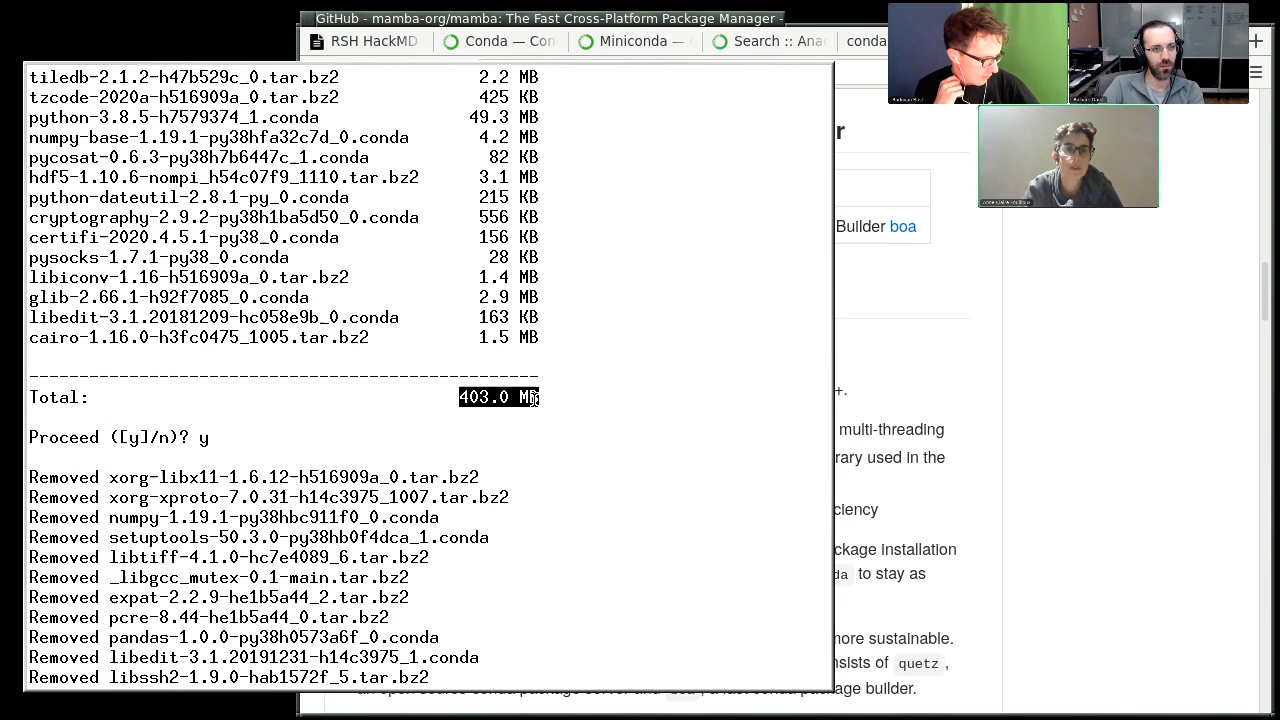 GitHub - mamba-org/mamba: The Fast Cross-Platform Package Manager -
RSH HackMD
Conda — Con
Miniconda —
Search :: Ana
conda
tiledb-2.1.2-h47b529c_0.tar.bz2 2.2 MB
tzcode-2020a-h516909a_0.tar.bz2 425 KB
python-3.8.5-h7579374_1.conda 49.3 MB
numpy-base-1.19.1-py38hfa32c7d_0.conda 4.2 MB
pycosat-0.6.3-py38h7b6447c_1.conda 82 KB
hdf5-1.10.6-nompi_h54c07f9_1110.tar.bz2 3.1 MB
python-dateutil-2.8.1-py_0.conda 215 KB
cryptography-2.9.2-py38h1ba5d50_0.conda 556 KB
certifi-2020.4.5.1-py38_0.conda 156 KB
pysocks-1.7.1-py38_0.conda 28 KB
libiconv-1.16-h516909a_0.tar.bz2 1.4 MB
glib-2.66.1-h92f7085_0.conda 2.9 MB
libedit-3.1.20181209-hc058e9b_0.conda 163 KB
cairo-1.16.0-h3fc0475_1005.tar.bz2 1.5 MB
---------------------------------------------------
Total: 403.0 MB
Proceed ([y]/n)? y
Removed xorg-libx11-1.6.12-h516909a_0.tar.bz2
Removed xorg-xproto-7.0.31-h14c3975_1007.tar.bz2
Removed numpy-1.19.1-py38hbc911f0_0.conda
Removed setuptools-50.3.0-py38hb0f4dca_1.conda
Removed libtiff-4.1.0-hc7e4089_6.tar.bz2
Removed _libgcc_mutex-0.1-main.tar.bz2
Removed expat-2.2.9-he1b5a44_2.tar.bz2
Removed pcre-8.44-he1b5a44_0.tar.bz2
Removed pandas-1.0.0-py38h0573a6f_0.conda
Removed libedit-3.1.20191231-h14c3975_1.conda
Removed libssh2-1.9.0-hab1572f_5.tar.bz2
r
Builder boa
+.
multi-threading
rary used in the
ciency
ckage installation
da to stay as
more sustainable.
nsists of quetz,
kage builder.